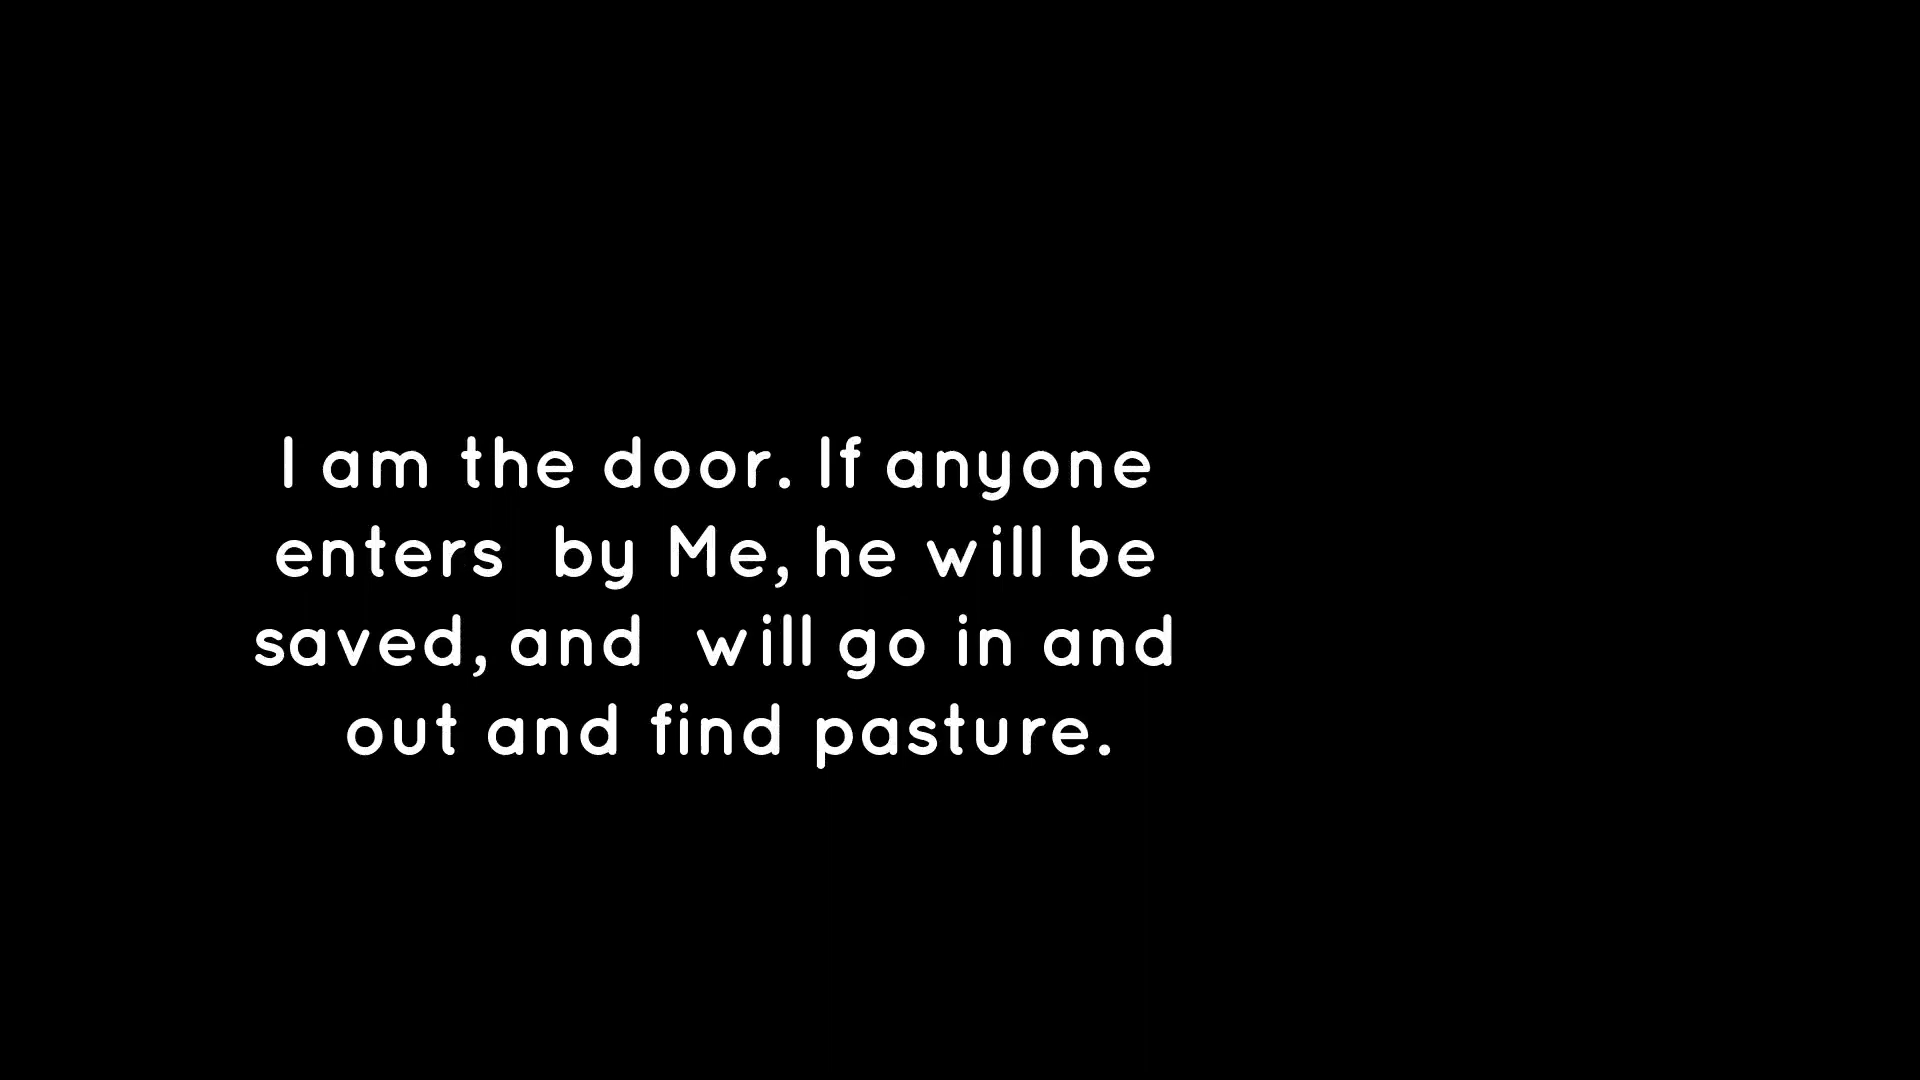 I am the door. If anyone
enters by Me, he will be
saved, and will go in and
out and find pasture.